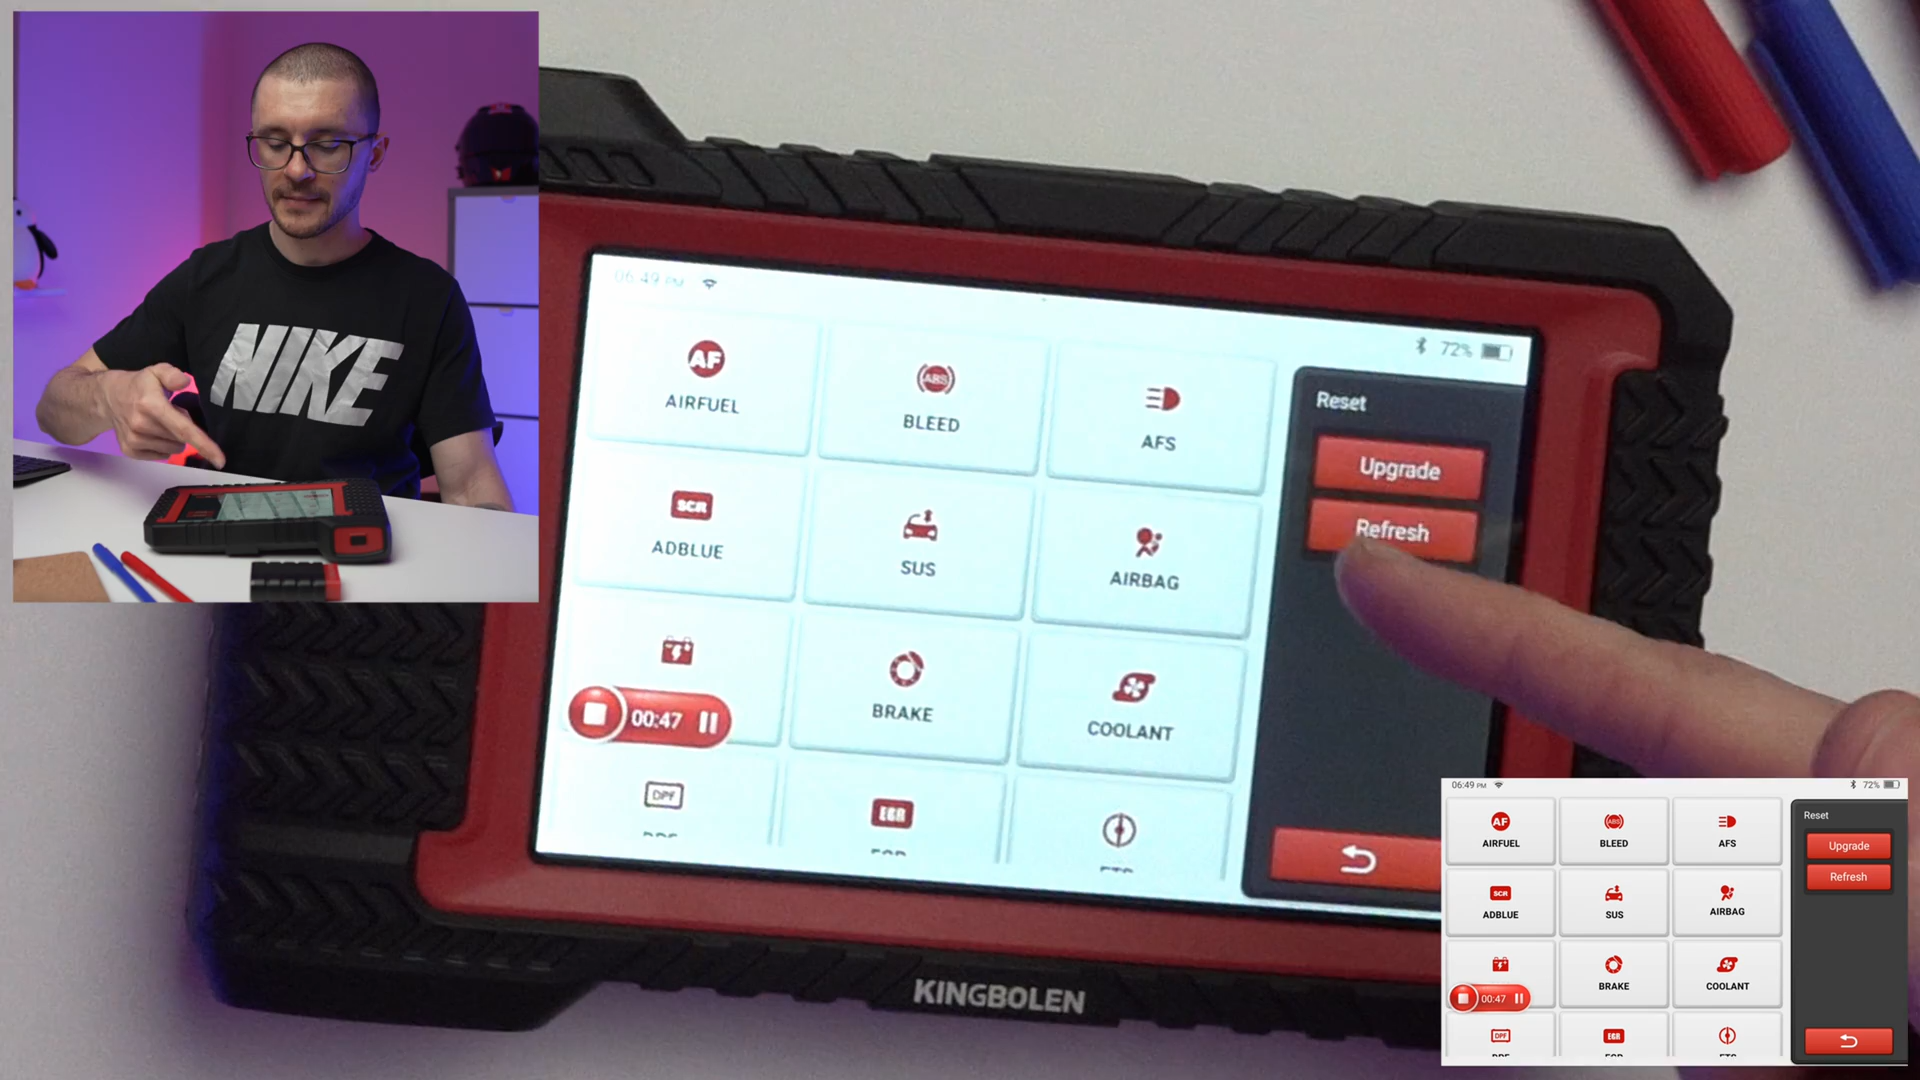 NIKE
06:49 PM
72%
AF
AIRFUEL
ABS
BLEED
AFS
SCR
ADBLUE
SUS
AIRBAG
00:47
BRAKE
COOLANT
DPF
EGR
Reset
Upgrade
Refresh
KINGBOLEN
06:49 PM
72%
AF
AIRFUEL
ABS
BLEED
AFS
SCR
ADBLUE
SUS
AIRBAG
00:47
BRAKE
COOLANT
DPF
EGR
Reset
Upgrade
Refresh